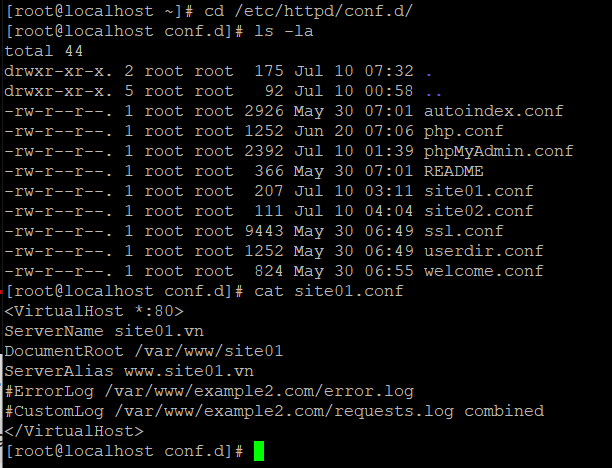 [root@localhost ~]# cd /etc/httpd/conf.d/
[root@localhost conf.d]# ls -la
total 44
drwxr-xr-x. 2 root root  175 Jul 10 07:32 .
drwxr-xr-x. 5 root root   92 Jul 10 00:58 ..
-rw-r--r--. 1 root root 2926 May 30 07:01 autoindex.conf
-rw-r--r--. 1 root root 1252 Jun 20 07:06 php.conf
-rw-r--r--. 1 root root 2392 Jul 10 01:39 phpMyAdmin.conf
-rw-r--r--. 1 root root  366 May 30 07:01 README
-rw-r--r--. 1 root root  207 Jul 10 03:11 site01.conf
-rw-r--r--. 1 root root  111 Jul 10 04:04 site02.conf
-rw-r--r--. 1 root root 9443 May 30 06:49 ssl.conf
-rw-r--r--. 1 root root 1252 May 30 06:49 userdir.conf
-rw-r--r--. 1 root root  824 May 30 06:55 welcome.conf
[root@localhost conf.d]# cat site01.conf
<VirtualHost *:80>
ServerName site01.vn
DocumentRoot /var/www/site01
ServerAlias www.site01.vn
#ErrorLog /var/www/example2.com/error.log
#CustomLog /var/www/example2.com/requests.log combined
</VirtualHost>
[root@localhost conf.d]#